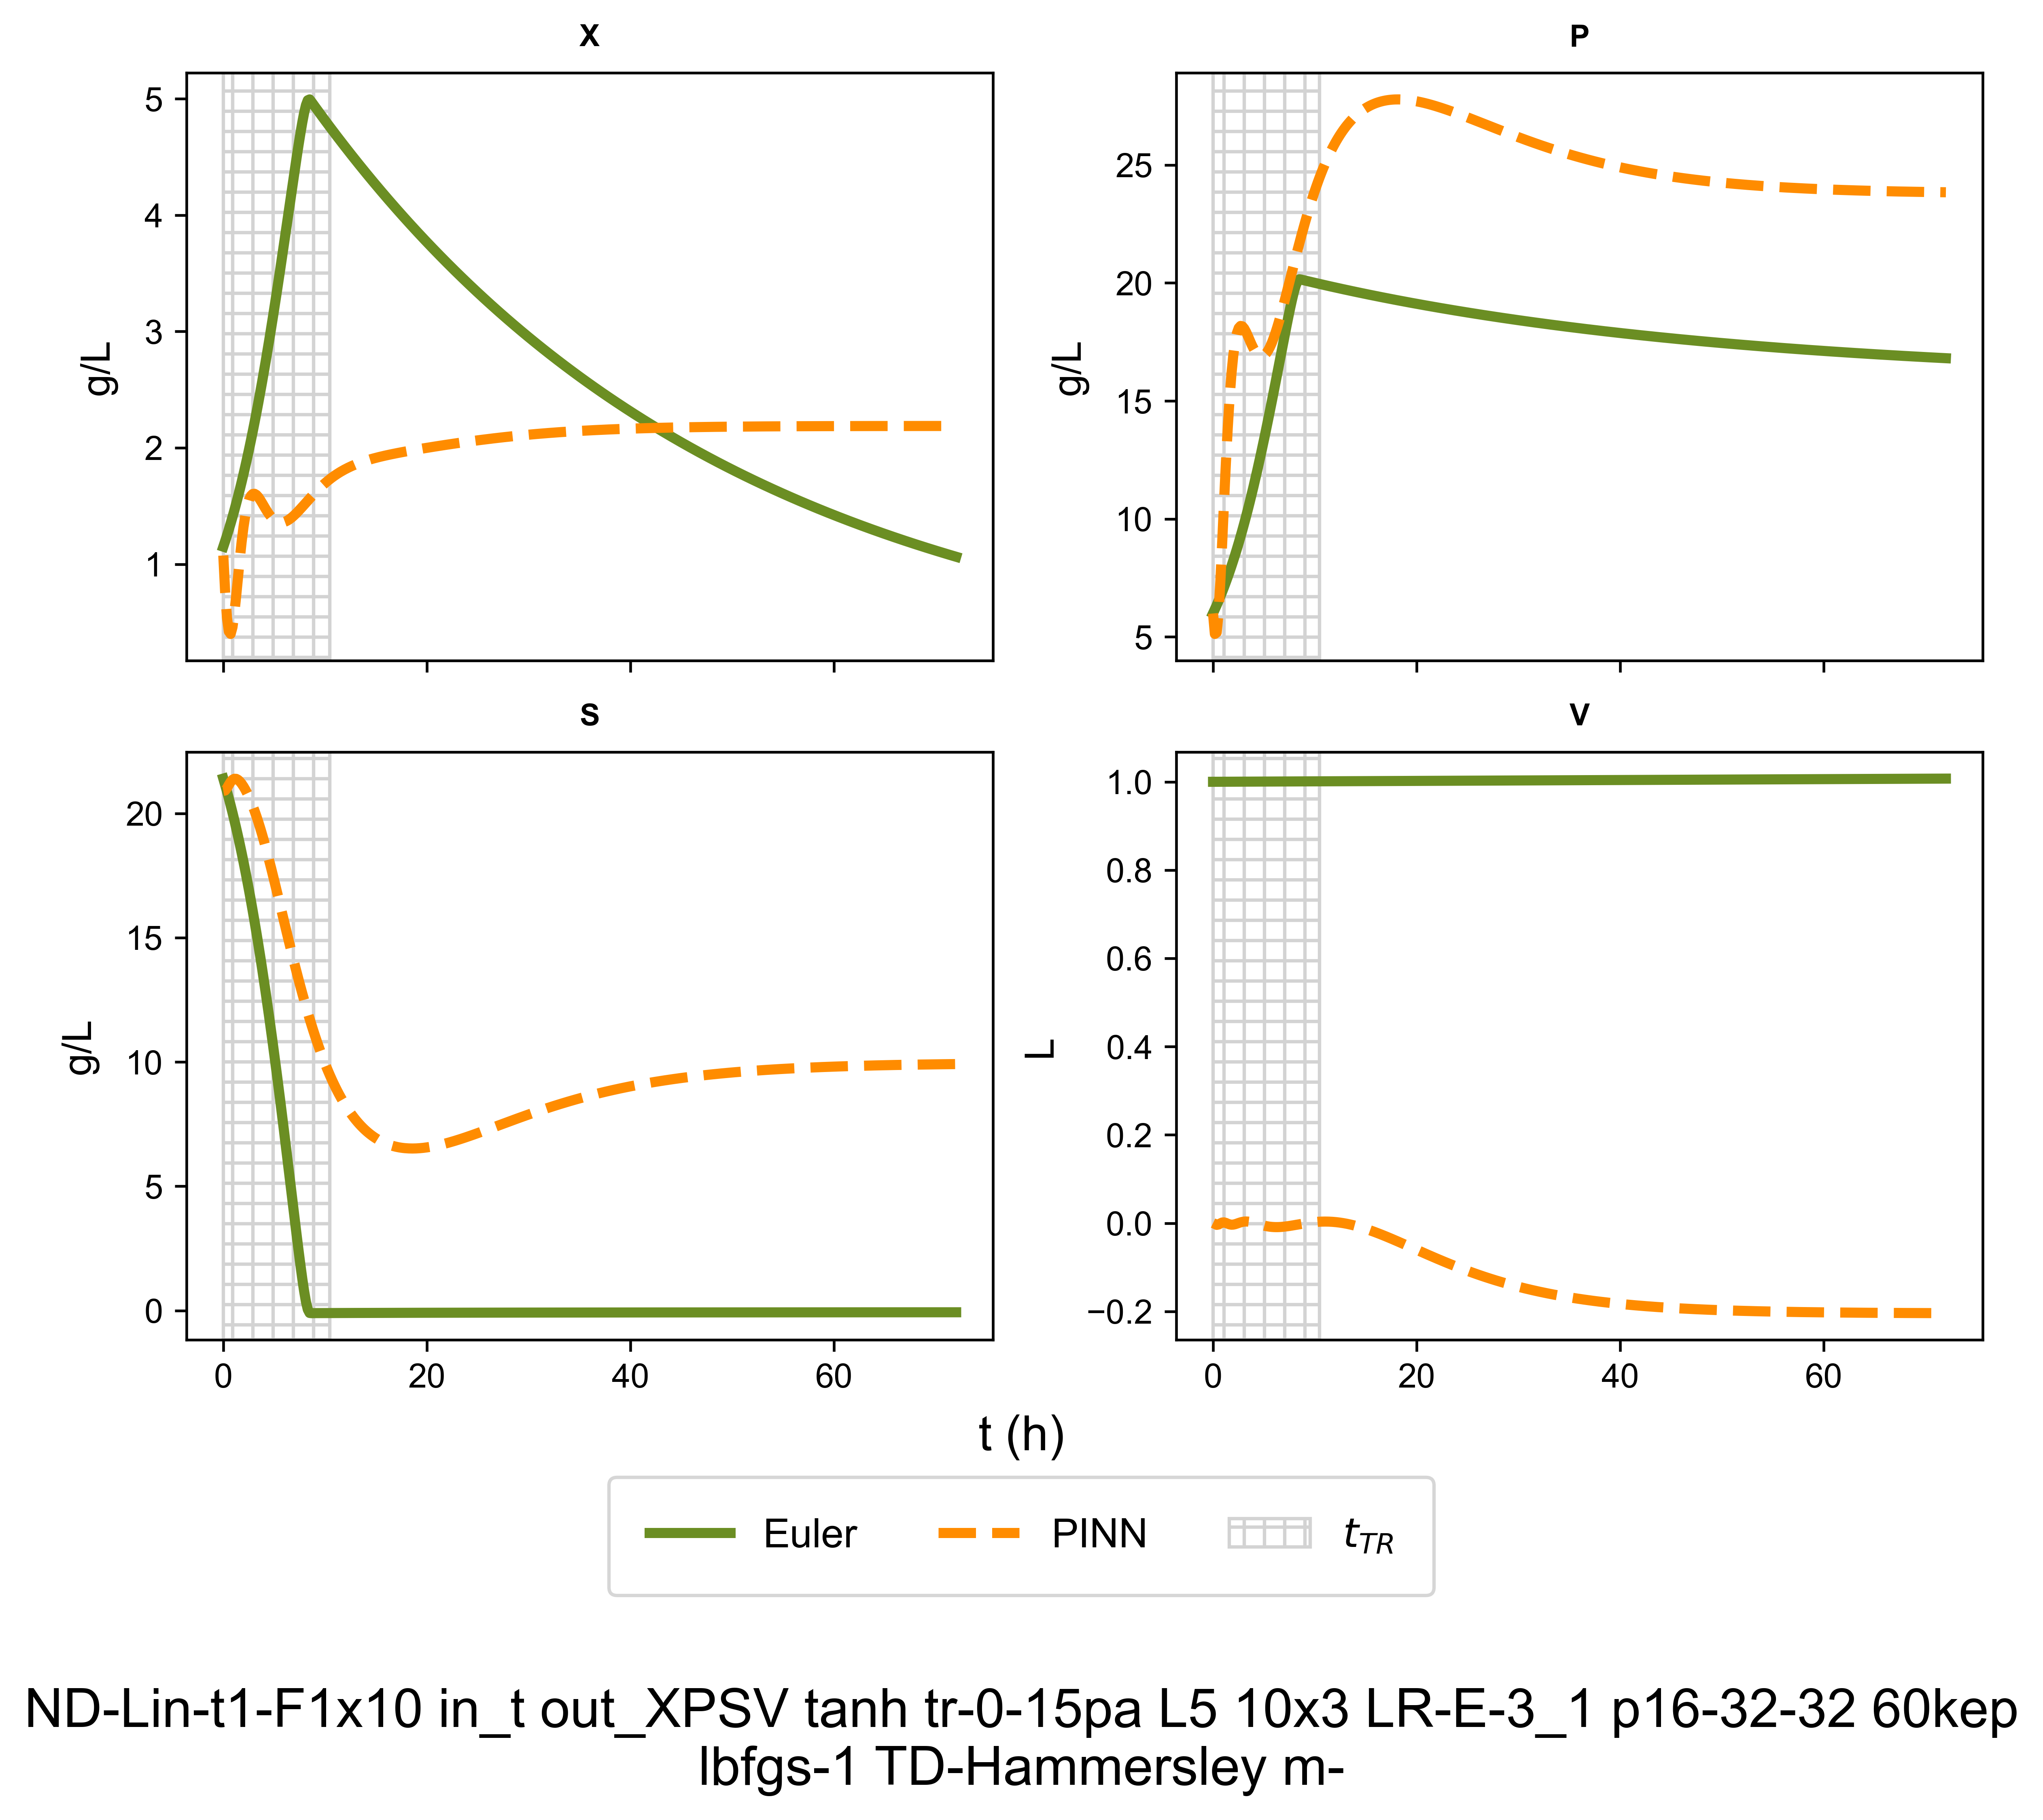 X
P
5
4
3
2
1
g/L
25
20
15
10
5
g/L
S
V
20
15
10
5
0
g/L
0
20
40
60
1.0
0.8
0.6
0.4
0.2
0.0
−0.2
L
0
20
40
60
t (h)
Euler
PINN
t_TR
ND-Lin-t1-F1x10 in_t out_XPSV tanh tr-0-15pa L5 10x3 LR-E-3_1 p16-32-32 60kep
lbfgs-1 TD-Hammersley m-